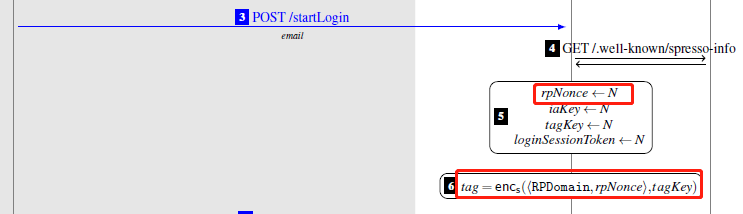 3 POST /startLogin
email
4 GET /.well-known/spresso-info
5
rpNonce ← N
iaKey ← N
tagKey ← N
loginSessionToken ← N
6 tag = encₛ(⟨RPDomain, rpNonce⟩, tagKey)